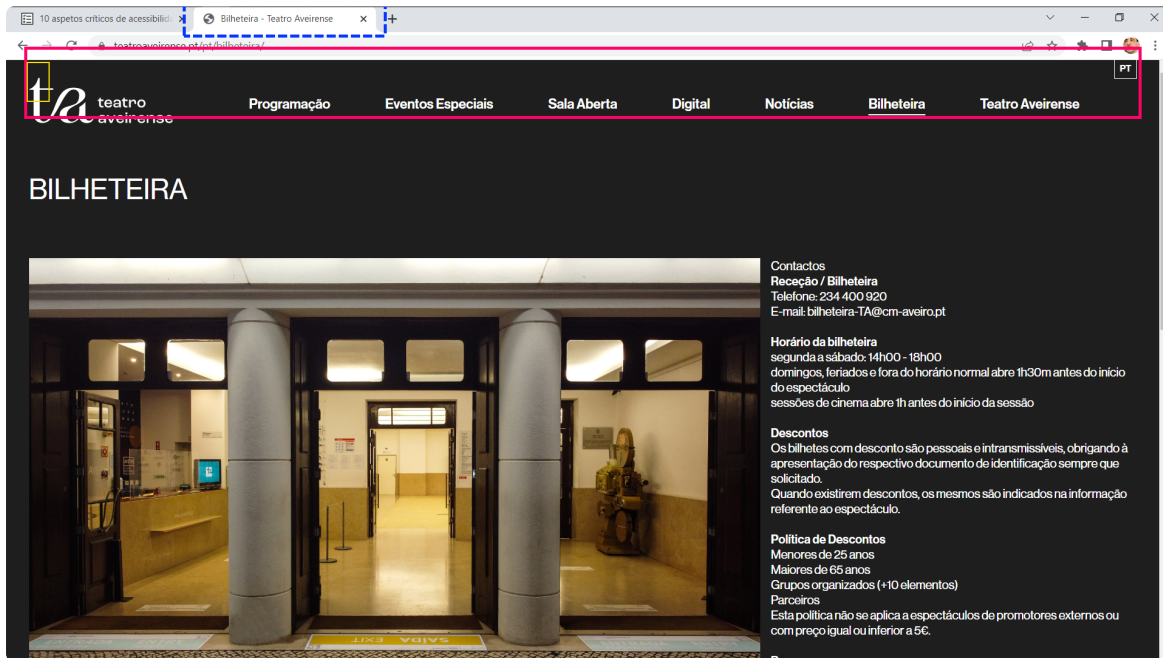 10 aspetos críticos de acessibilid
Bilheteira - Teatro Aveirense
teatroaveirense.pt/pt/bilheteira/
PT
ta teatro
aveirense
Programação
Eventos Especiais
Sala Aberta
Digital
Notícias
Bilheteira
Teatro Aveirense
BILHETEIRA
SAÍDA EXIT
Contactos
Receção / Bilheteira
Telefone: 234 400 920
E-mail: bilheteira-TA@cm-aveiro.pt
Horário da bilheteira
segunda a sábado: 14h00 - 18h00
domingos, feriados e fora do horário normal abre 1h30m antes do início
do espectáculo
sessões de cinema abre 1h antes do início da sessão
Descontos
Os bilhetes com desconto são pessoais e intransmissíveis, obrigando à
apresentação do respectivo documento de identificação sempre que
solicitado.
Quando existirem descontos, os mesmos são indicados na informação
referente ao espectáculo.
Política de Descontos
Menores de 25 anos
Maiores de 65 anos
Grupos organizados (+10 elementos)
Parceiros
Esta política não se aplica a espectáculos de promotores externos ou
com preço igual ou inferior a 5€.